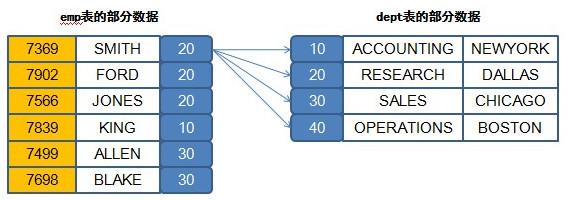 emp表的部分数据
dept表的部分数据
7369 SMITH 20
7902 FORD 20
7566 JONES 20
7839 KING 10
7499 ALLEN 30
7698 BLAKE 30
10 ACCOUNTING NEWYORK
20 RESEARCH DALLAS
30 SALES CHICAGO
40 OPERATIONS BOSTON